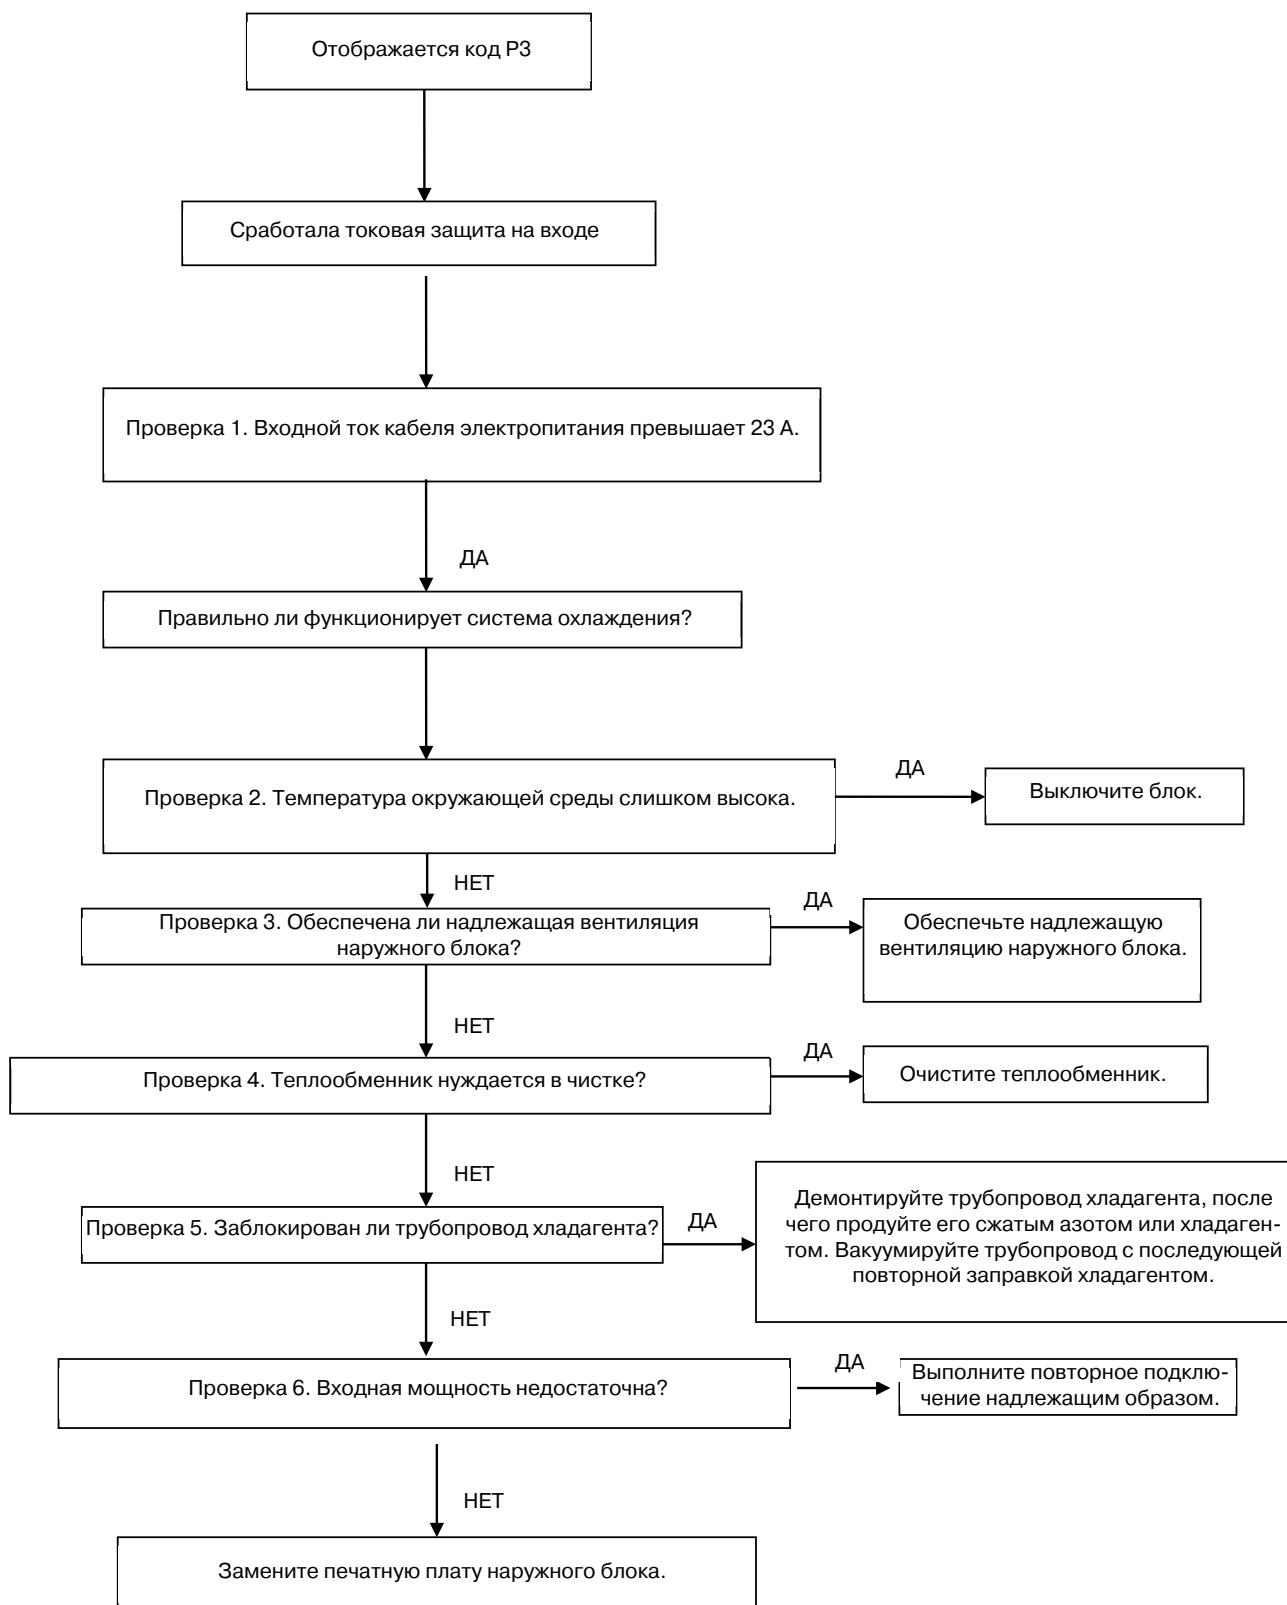 Отображается код P3
Сработала токовая защита на входе
Проверка 1. Входной ток кабеля электропитания превышает 23 А.
ДА
Правильно ли функционирует система охлаждения?
Проверка 2. Температура окружающей среды слишком высока.
ДА
Выключите блок.
НЕТ
Проверка 3. Обеспечена ли надлежащая вентиляция
наружного блока?
ДА
Обеспечьте надлежащую
вентиляцию наружного блока.
НЕТ
Проверка 4. Теплообменник нуждается в чистке?
ДА
Очистите теплообменник.
НЕТ
Проверка 5. Заблокирован ли трубопровод хладагента?
ДА
Демонтируйте трубопровод хладагента, после
чего продуйте его сжатым азотом или хладаген-
том. Вакуумируйте трубопровод с последующей
повторной заправкой хладагентом.
НЕТ
Проверка 6. Входная мощность недостаточна?
ДА
Выполните повторное подклю-
чение надлежащим образом.
НЕТ
Замените печатную плату наружного блока.